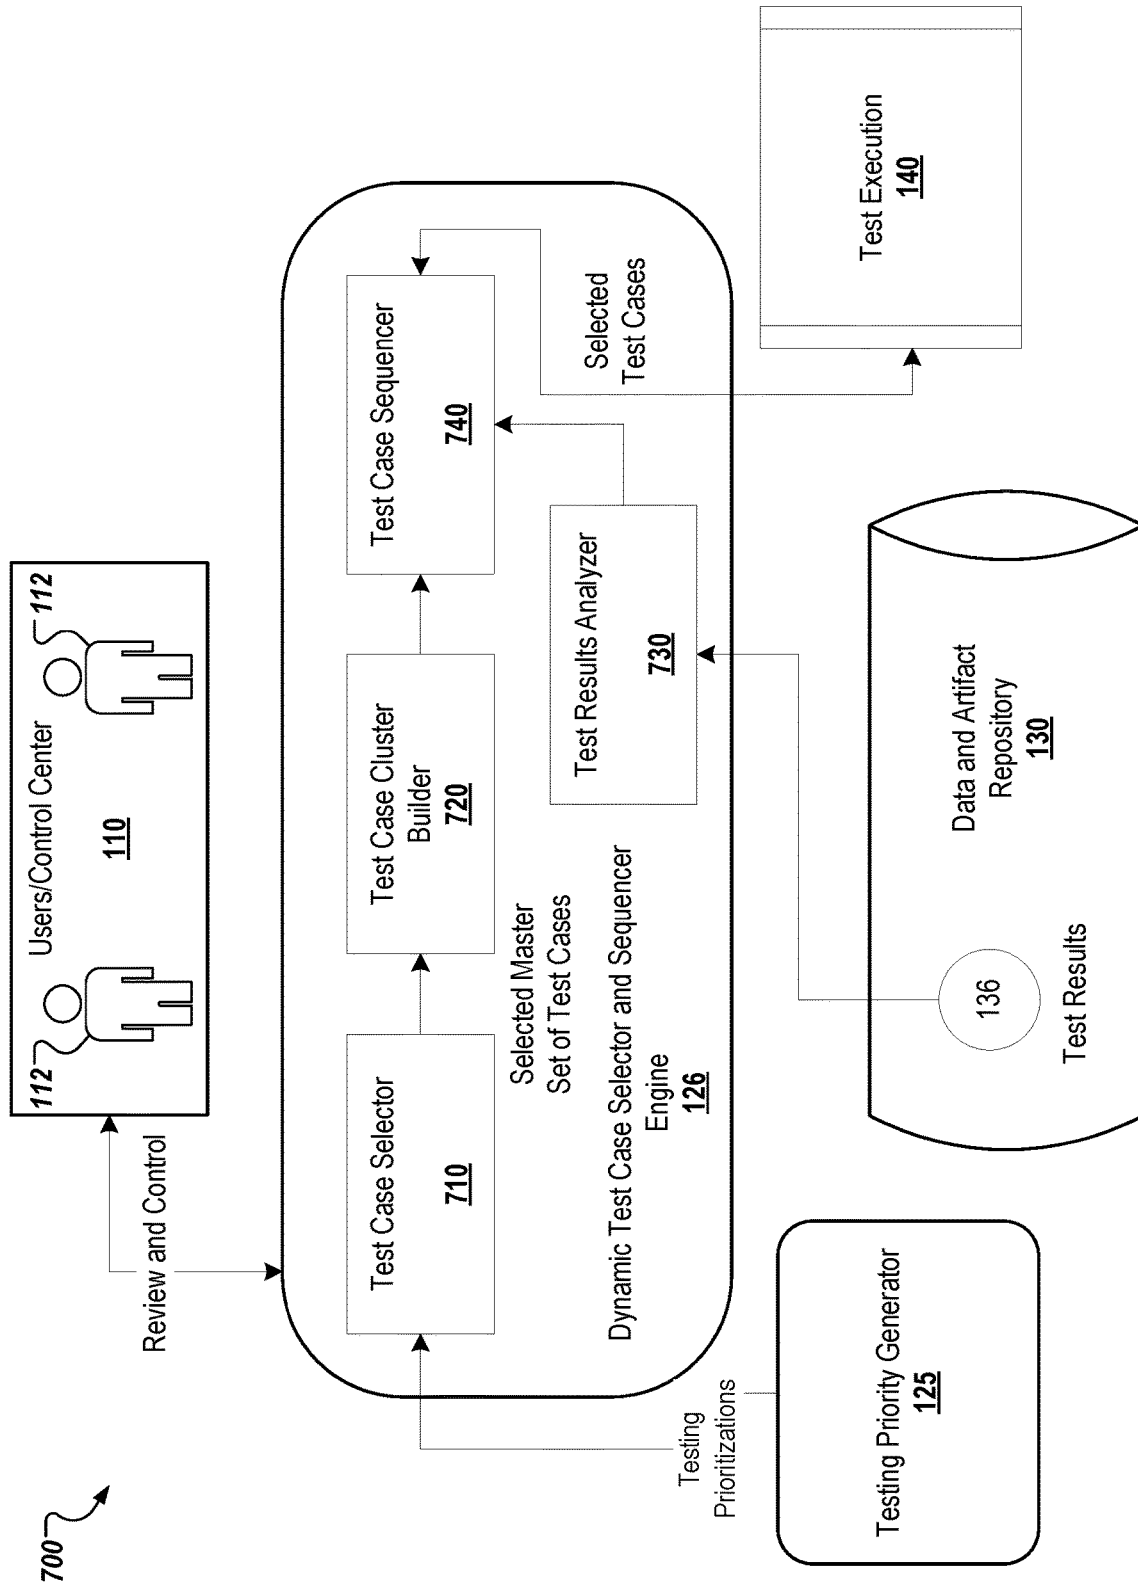 700
Users/Control Center
110
112
112
Review and Control
Test Case Selector
710
Test Case Cluster
Builder
720
Test Case Sequencer
740
Selected Master
Set of Test Cases
Test Results Analyzer
730
Selected
Test Cases
Dynamic Test Case Selector and Sequencer
Engine
126
Testing
Prioritizations
Testing Priority Generator
125
136
Test Results
Data and Artifact
Repository
130
Test Execution
140